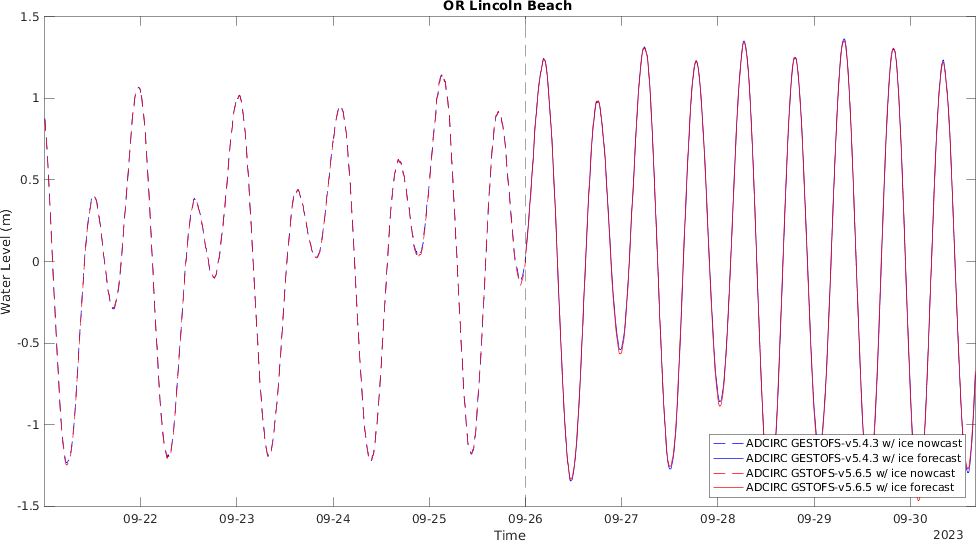 OR Lincoln Beach
1.5
1
0.5
0
-0.5
-1
-1.5
Water Level (m)
ADCIRC GESTOFS-v5.4.3 w/ ice nowcast
ADCIRC GESTOFS-v5.4.3 w/ ice forecast
ADCIRC GSTOFS-v5.6.5 w/ ice nowcast
ADCIRC GSTOFS-v5.6.5 w/ ice forecast
09-22 09-23 09-24 09-25 09-26 09-27 09-28 09-29 09-30
Time
2023